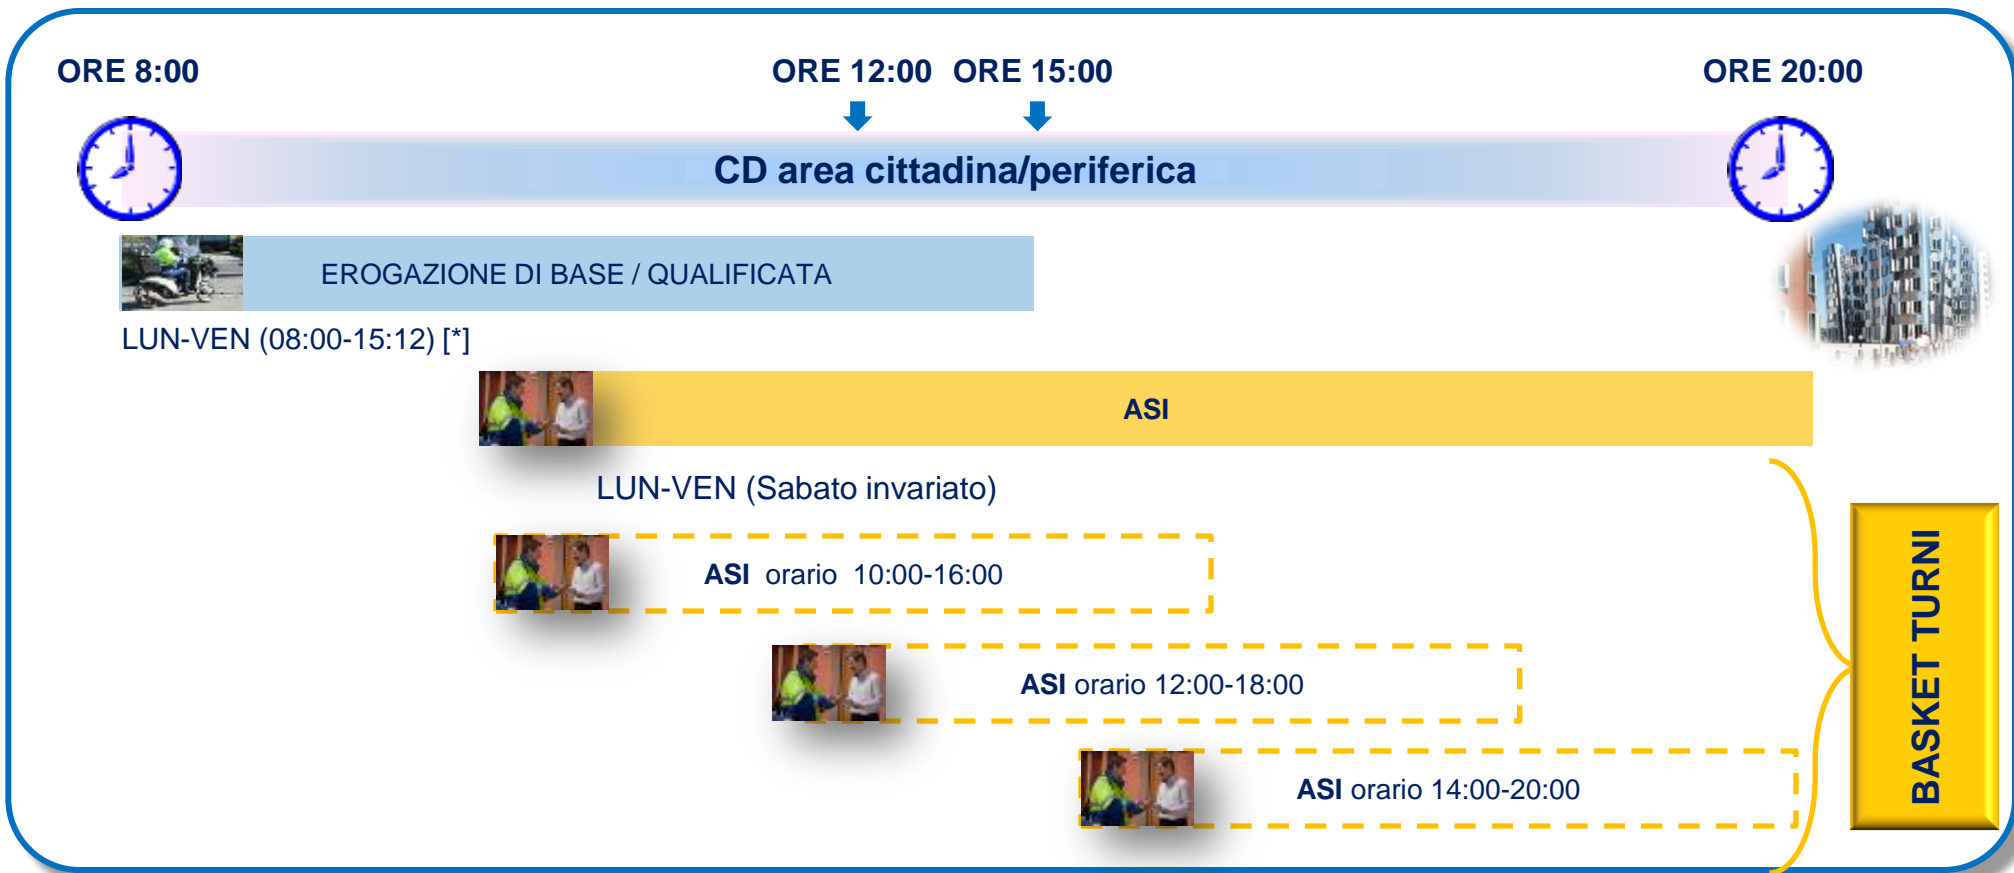 ORE 8:00
ORE 12:00
ORE 15:00
ORE 20:00
CD area cittadina/periferica
EROGAZIONE DI BASE / QUALIFICATA
LUN-VEN (08:00-15:12) [*]
ASI
LUN-VEN (Sabato invariato)
ASI orario 10:00-16:00
ASI orario 12:00-18:00
ASI orario 14:00-20:00
BASKET TURNI